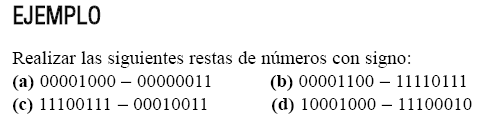 EJEMPLO
Realizar las siguientes restas de números con signo:
(a) 00001000 – 00000011 (b) 00001100 – 11110111
(c) 11100111 – 00010011 (d) 10001000 – 11100010